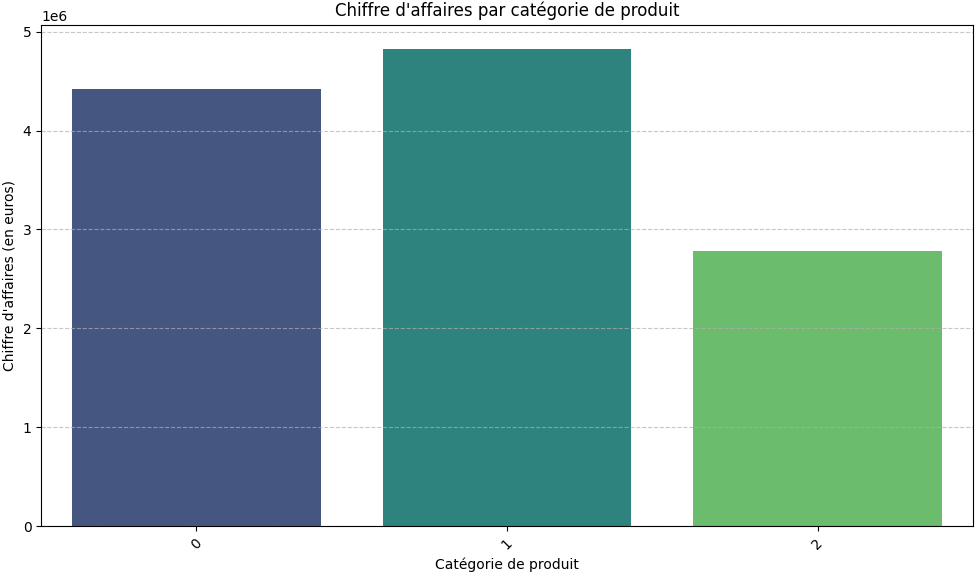 Chiffre d'affaires par catégorie de produit
1e6
5
4
3
2
1
0
Chiffre d'affaires (en euros)
0
1
2
Catégorie de produit